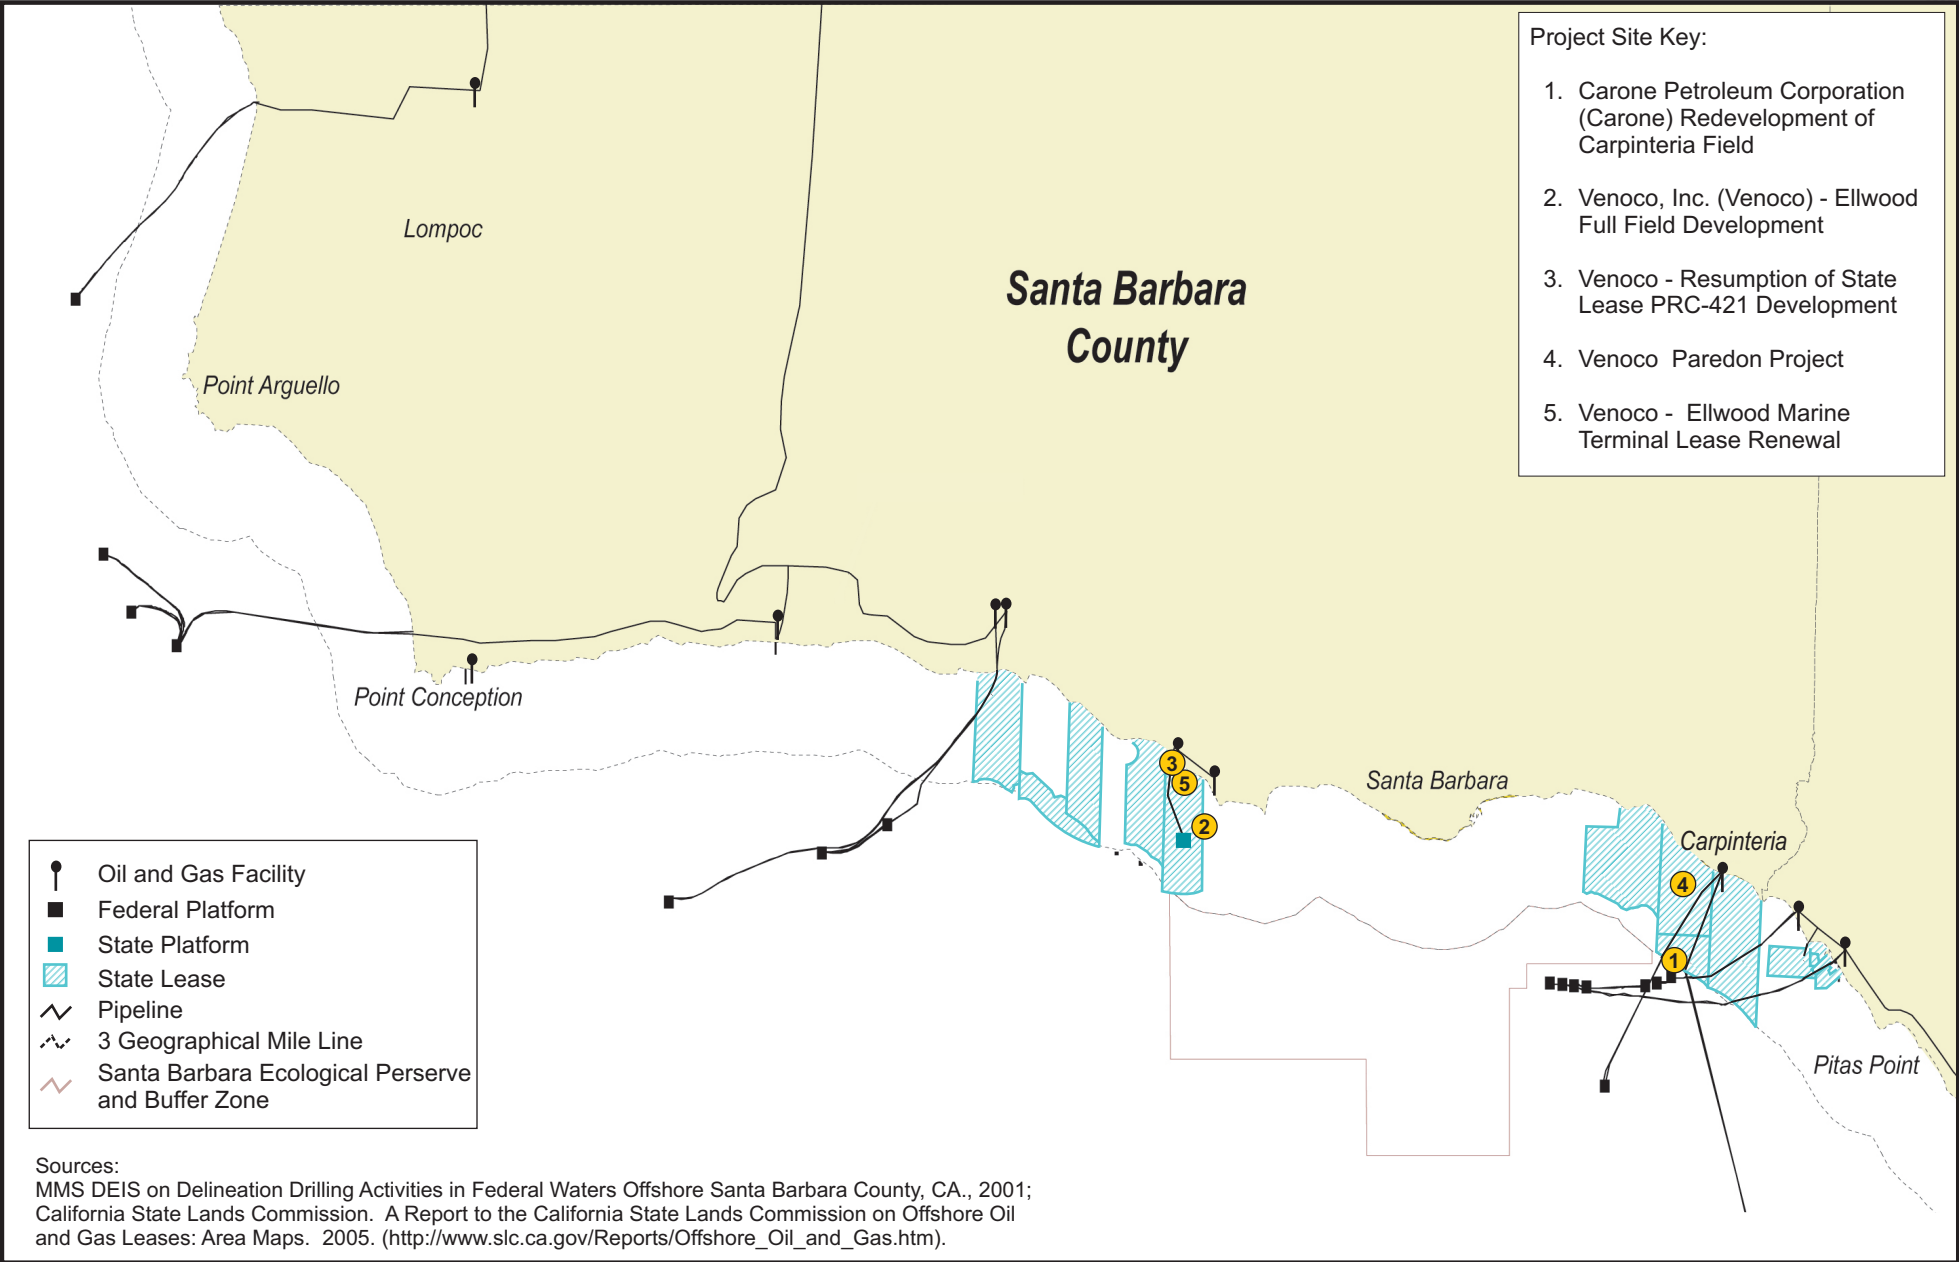 Project Site Key:
1. Carone Petroleum Corporation
(Carone) Redevelopment of
Carpinteria Field
2. Venoco, Inc. (Venoco) - Ellwood
Full Field Development
3. Venoco - Resumption of State
Lease PRC-421 Development
4. Venoco Paredon Project
5. Venoco - Ellwood Marine
Terminal Lease Renewal
Lompoc
Santa Barbara
County
Point Arguello
Point Conception
3
5
2
Santa Barbara
Carpinteria
4
1
Pitas Point
Oil and Gas Facility
Federal Platform
State Platform
State Lease
Pipeline
3 Geographical Mile Line
Santa Barbara Ecological Perserve
and Buffer Zone
Sources:
MMS DEIS on Delineation Drilling Activities in Federal Waters Offshore Santa Barbara County, CA., 2001;
California State Lands Commission. A Report to the California State Lands Commission on Offshore Oil
and Gas Leases: Area Maps. 2005. (http://www.slc.ca.gov/Reports/Offshore_Oil_and_Gas.htm).